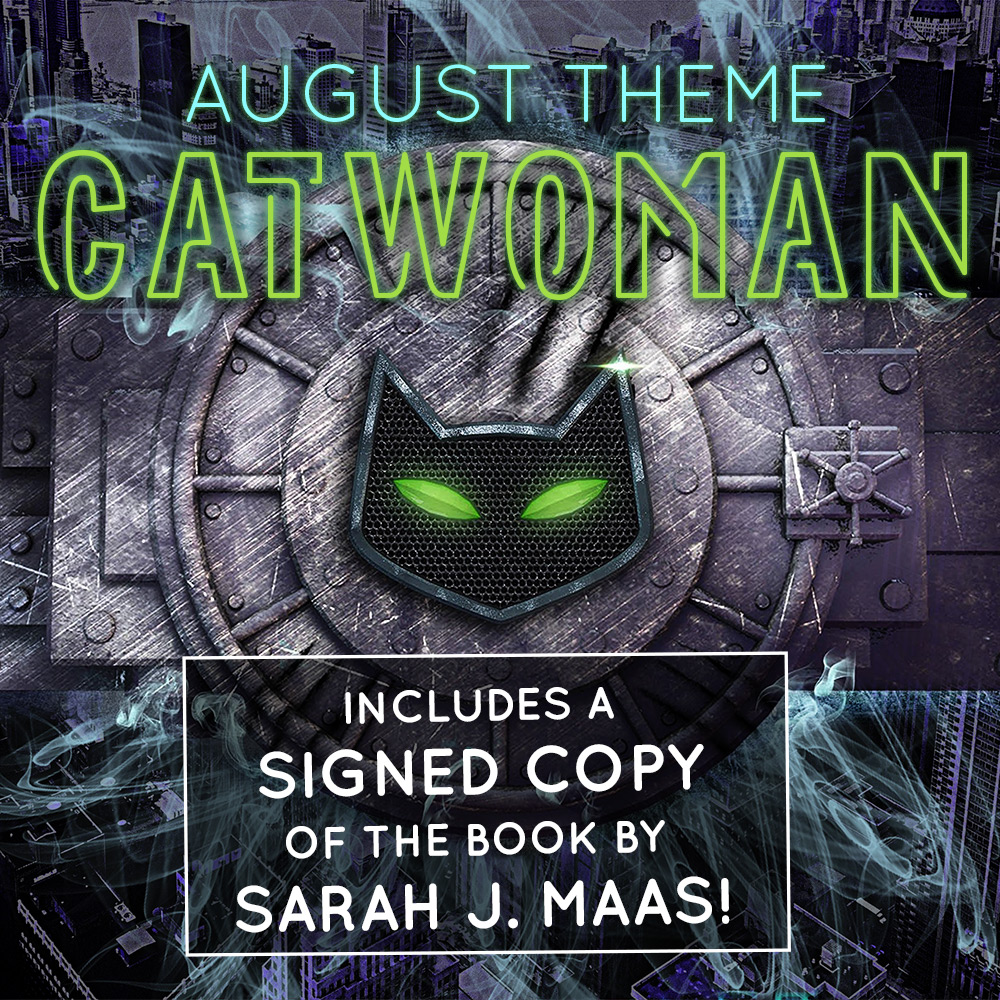 AUGUST THEME
CATWOMAN
INCLUDES A
SIGNED COPY
OF THE BOOK BY
SARAH J. MAAS!